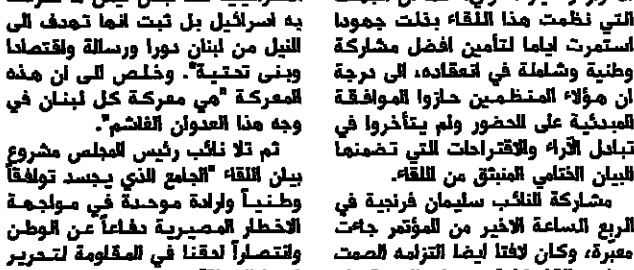 التي نظمت هذا اللقاء بذلت جهودا
استمرت اياما لتأمين افضل مشاركة
وطنية وشاملة في انعقاده، الى درجة
ان هؤلاء المنظمين حازوا الموافقة
المبدئية على الحضور ولم يتأخروا في
تبادل الآراء والاقتراحات التي تضمنها
البيان الختامي المنبثق من اللقاء.
مشاركة النائب سليمان فرنجية في
الربع الساعة الاخير من المؤتمر جاءت
معبرة، وكان لافتا ايضا التزامه الصمت
به اسرائيل بل ثبت انها تهدف الى
النيل من لبنان دورا ورسالة واقتصادا
وبنى تحتية". وخلص الى ان هذه
المعركة "هي معركة كل لبنان في
وجه هذا العدوان الغاشم".
ثم تلا نائب رئيس المجلس مشروع
بيان اللقاء "الجامع الذي يجسد توافقاً
وطنياً وارادة موحدة في مواجهة
الاخطار المصيرية دفاعاً عن الوطن
وانتصاراً لحقنا في المقاومة لتحرير